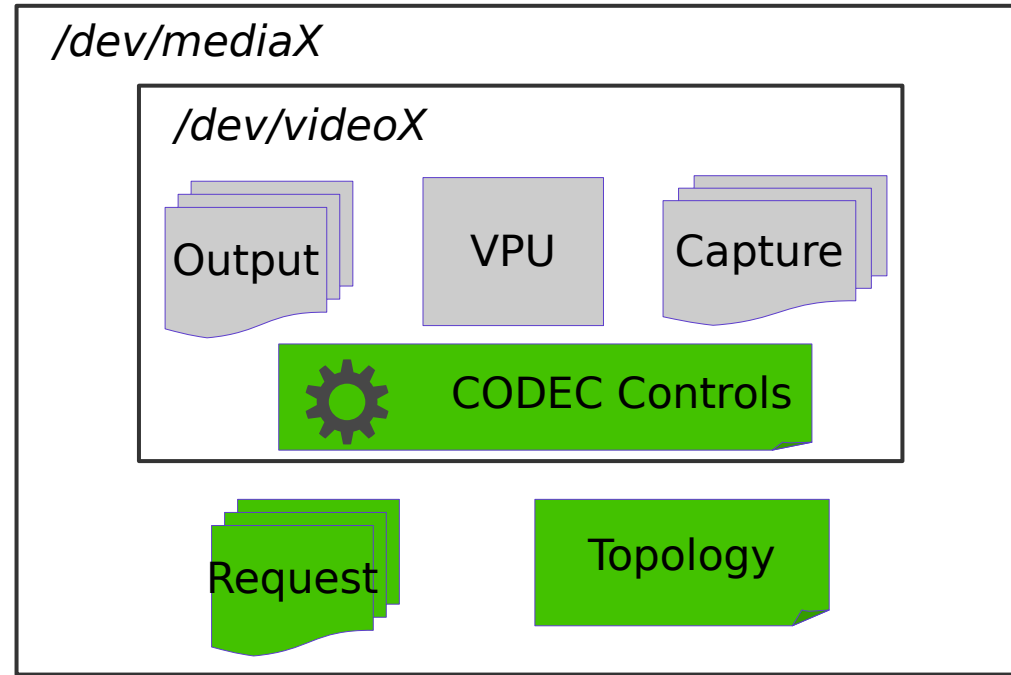 /dev/mediaX
/dev/videoX
Output
VPU
Capture
CODEC Controls
Request
Topology